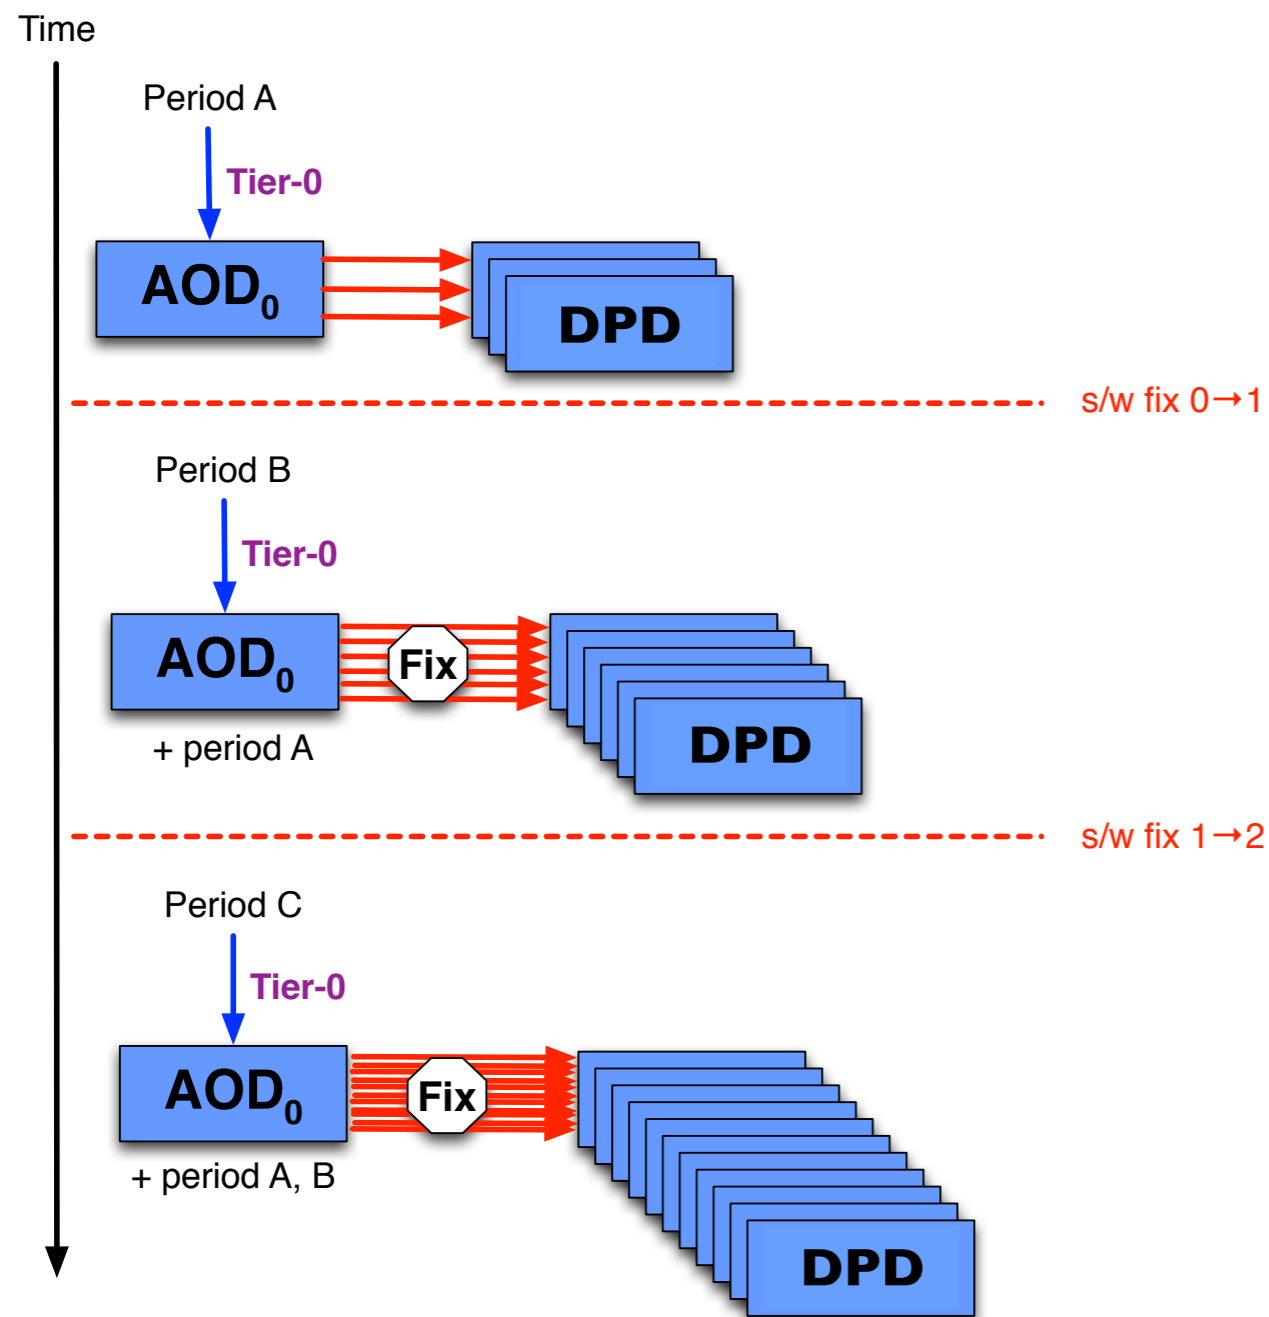 Time
Period A
Tier-0
AOD0
DPD
s/w fix 0→1
Period B
Tier-0
AOD0
Fix
DPD
+ period A
s/w fix 1→2
Period C
Tier-0
AOD0
Fix
+ period A, B
DPD